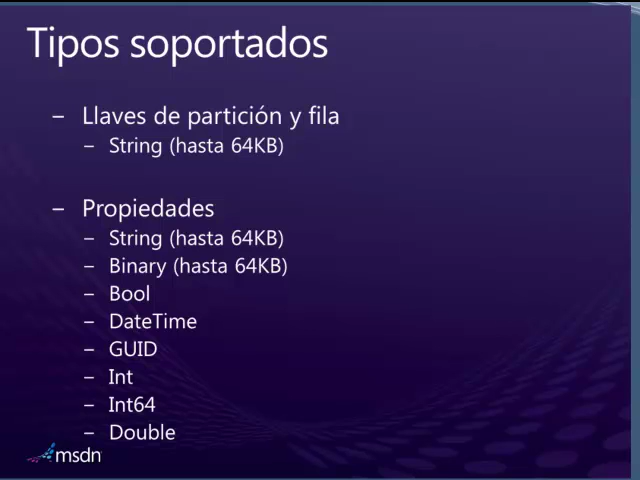 Tipos soportados
– Llaves de partición y fila
– String (hasta 64KB)
– Propiedades
– String (hasta 64KB)
– Binary (hasta 64KB)
– Bool
– DateTime
– GUID
– Int
– Int64
– Double
msdn